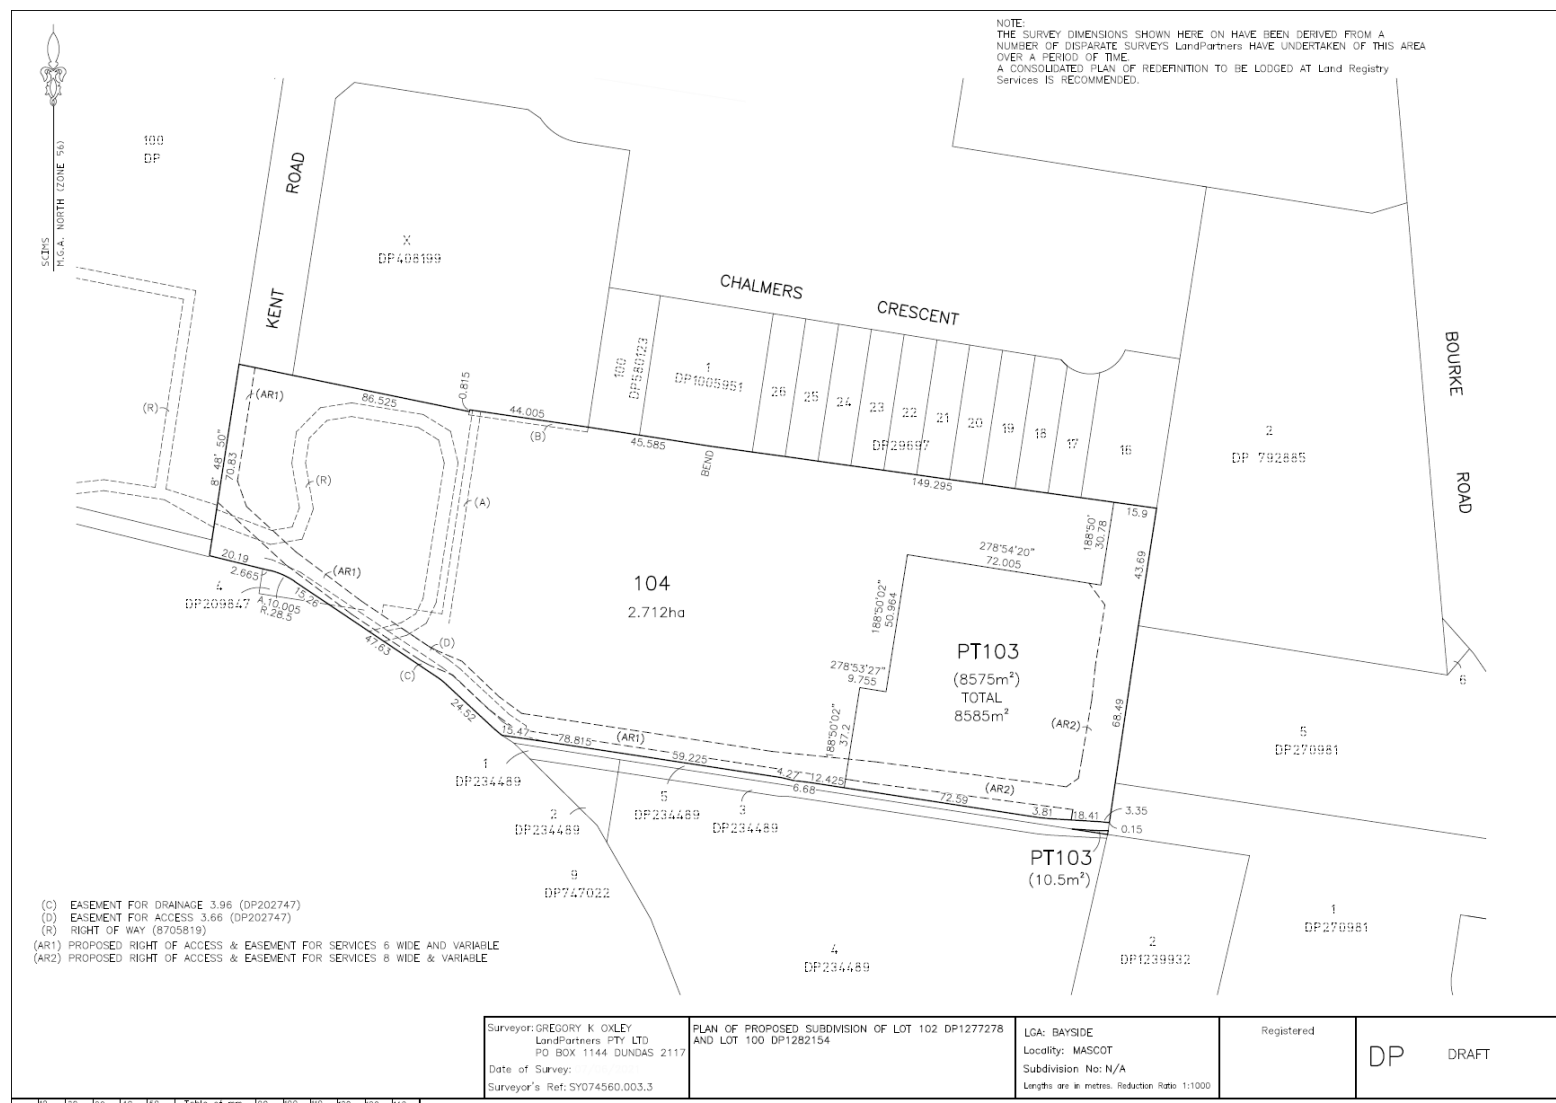 NOTE:
THE SURVEY DIMENSIONS SHOWN HERE ON HAVE BEEN DERIVED FROM A
NUMBER OF DISPARATE SURVEYS LandPartners HAVE UNDERTAKEN OF THIS AREA
OVER A PERIOD OF TIME.
A CONSOLIDATED PLAN OF REDEFINITION TO BE LODGED AT Land Registry
Services IS RECOMMENDED.
SCIMS
M.G.A. NORTH (ZONE 56)
100
DP
KENT ROAD
X
DP408199
CHALMERS CRESCENT
BOURKE ROAD
100
DP580123
1
DP1005951
26
25
24
23
22
21
20
19
18
17
16
DP29697
2
DP 792885
(R)
(AR1)
86.525
0.815
44.005
(B)
45.585
BEND
149.295
15.9
8° 48' 50"
70.83
(R)
(A)
188°50'
30.78
43.69
278°54'20"
72.005
20.19
2.665
4
DP209847
A.10.005
R.28.5
15.26
(AR1)
104
2.712ha
188°50'02"
50.964
PT103
(8575m²)
TOTAL
8585m²
47.63
(D)
(C)
278°53'27"
9.755
6
24.52
188°50'02"
37.2
(AR2)
68.49
5
DP270981
15.47
78.815
(AR1)
59.225
4.27
12.425
6.68
(AR2)
72.59
3.81
18.41
3.35
0.15
1
DP234489
2
DP234489
5
DP234489
3
DP234489
PT103
(10.5m²)
9
DP747022
4
DP234489
2
DP1239932
1
DP270981
(C) EASEMENT FOR DRAINAGE 3.96 (DP202747)
(D) EASEMENT FOR ACCESS 3.66 (DP202747)
(R) RIGHT OF WAY (8705819)
(AR1) PROPOSED RIGHT OF ACCESS & EASEMENT FOR SERVICES 6 WIDE AND VARIABLE
(AR2) PROPOSED RIGHT OF ACCESS & EASEMENT FOR SERVICES 8 WIDE & VARIABLE
Surveyor: GREGORY K OXLEY
LandPartners PTY LTD
PO BOX 1144 DUNDAS 2117
Date of Survey:
Surveyor's Ref: SY074560.003.3
PLAN OF PROPOSED SUBDIVISION OF LOT 102 DP1277278
AND LOT 100 DP1282154
LGA: BAYSIDE
Locality: MASCOT
Subdivision No: N/A
Lengths are in metres. Reduction Ratio 1:1000
Registered
DP DRAFT